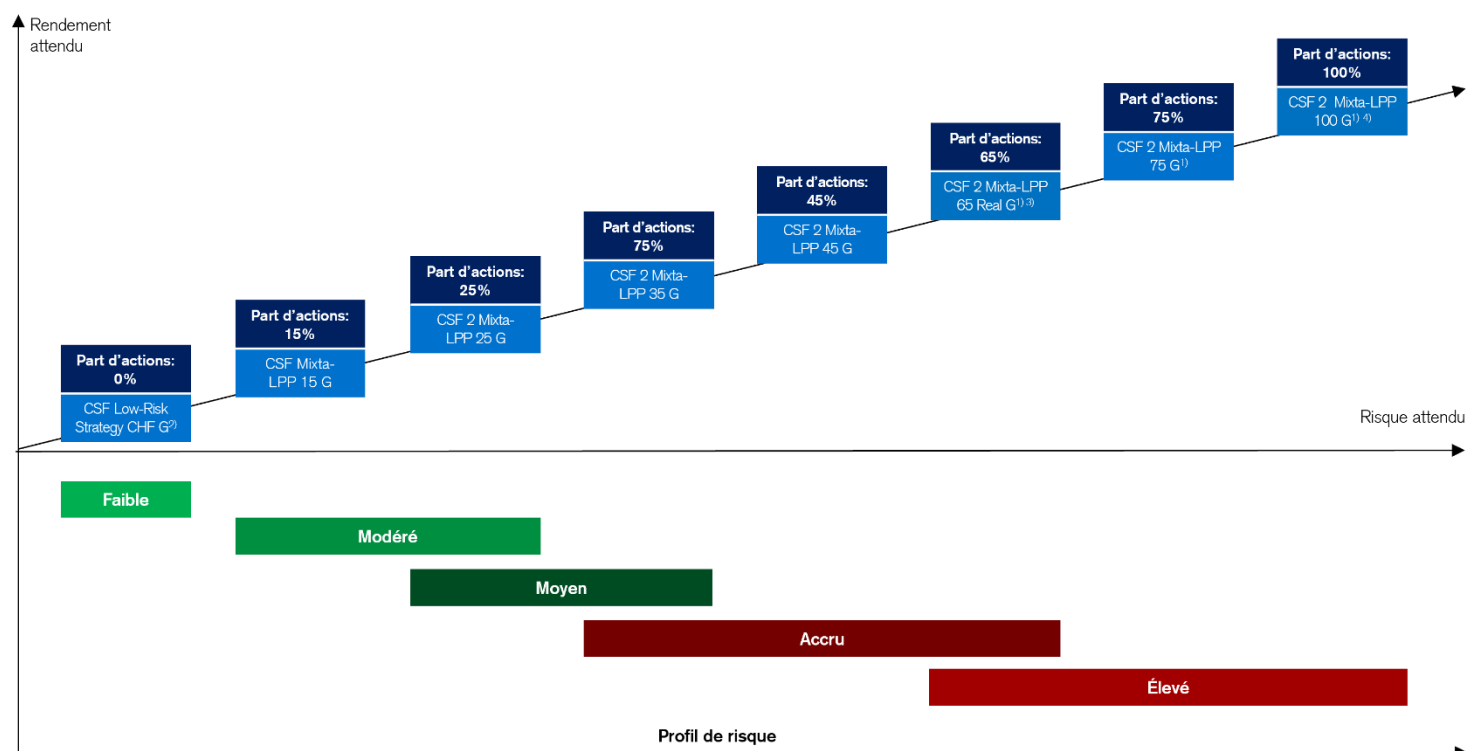 Rendement
attendu
Part d'actions:
100%
CSF 2 Mixta-LPP
100 G1) 4)
Part d'actions:
75%
CSF 2 Mixta-LPP
75 G1)
Part d'actions:
65%
CSF 2 Mixta-LPP
65 Real G1) 3)
Part d'actions:
45%
CSF 2 Mixta-
LPP 45 G
Part d'actions:
75%
CSF 2 Mixta-
LPP 35 G
Part d'actions:
25%
CSF 2 Mixta-
LPP 25 G
Part d'actions:
15%
CSF Mixta-
LPP 15 G
Part d'actions:
0%
CSF Low-Risk
Strategy CHF G2)
Risque attendu
Faible
Modéré
Moyen
Accru
Élevé
Profil de risque